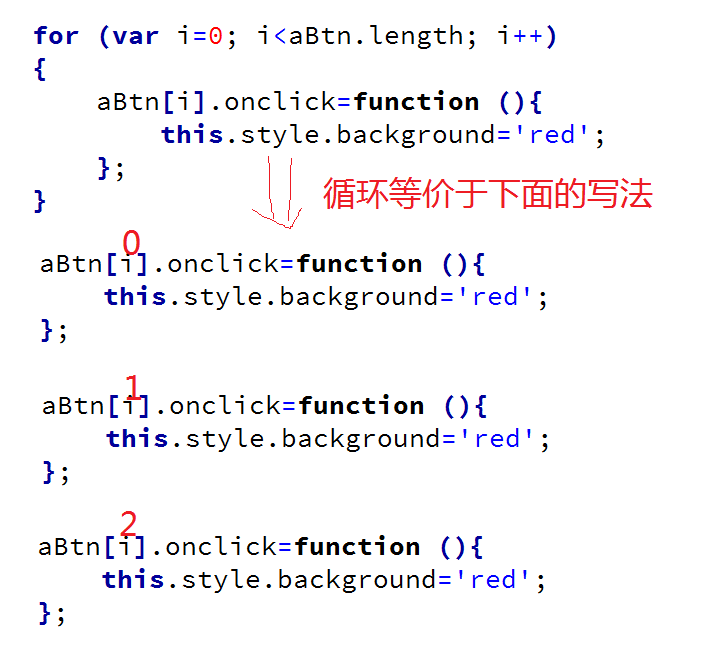 for (var i=0; i<aBtn.length; i++)
{
    aBtn[i].onclick=function (){
        this.style.background='red';
    };
}
循环等价于下面的写法
0
aBtn[i].onclick=function (){
    this.style.background='red';
};
1
aBtn[i].onclick=function (){
    this.style.background='red';
};
2
aBtn[i].onclick=function (){
    this.style.background='red';
};